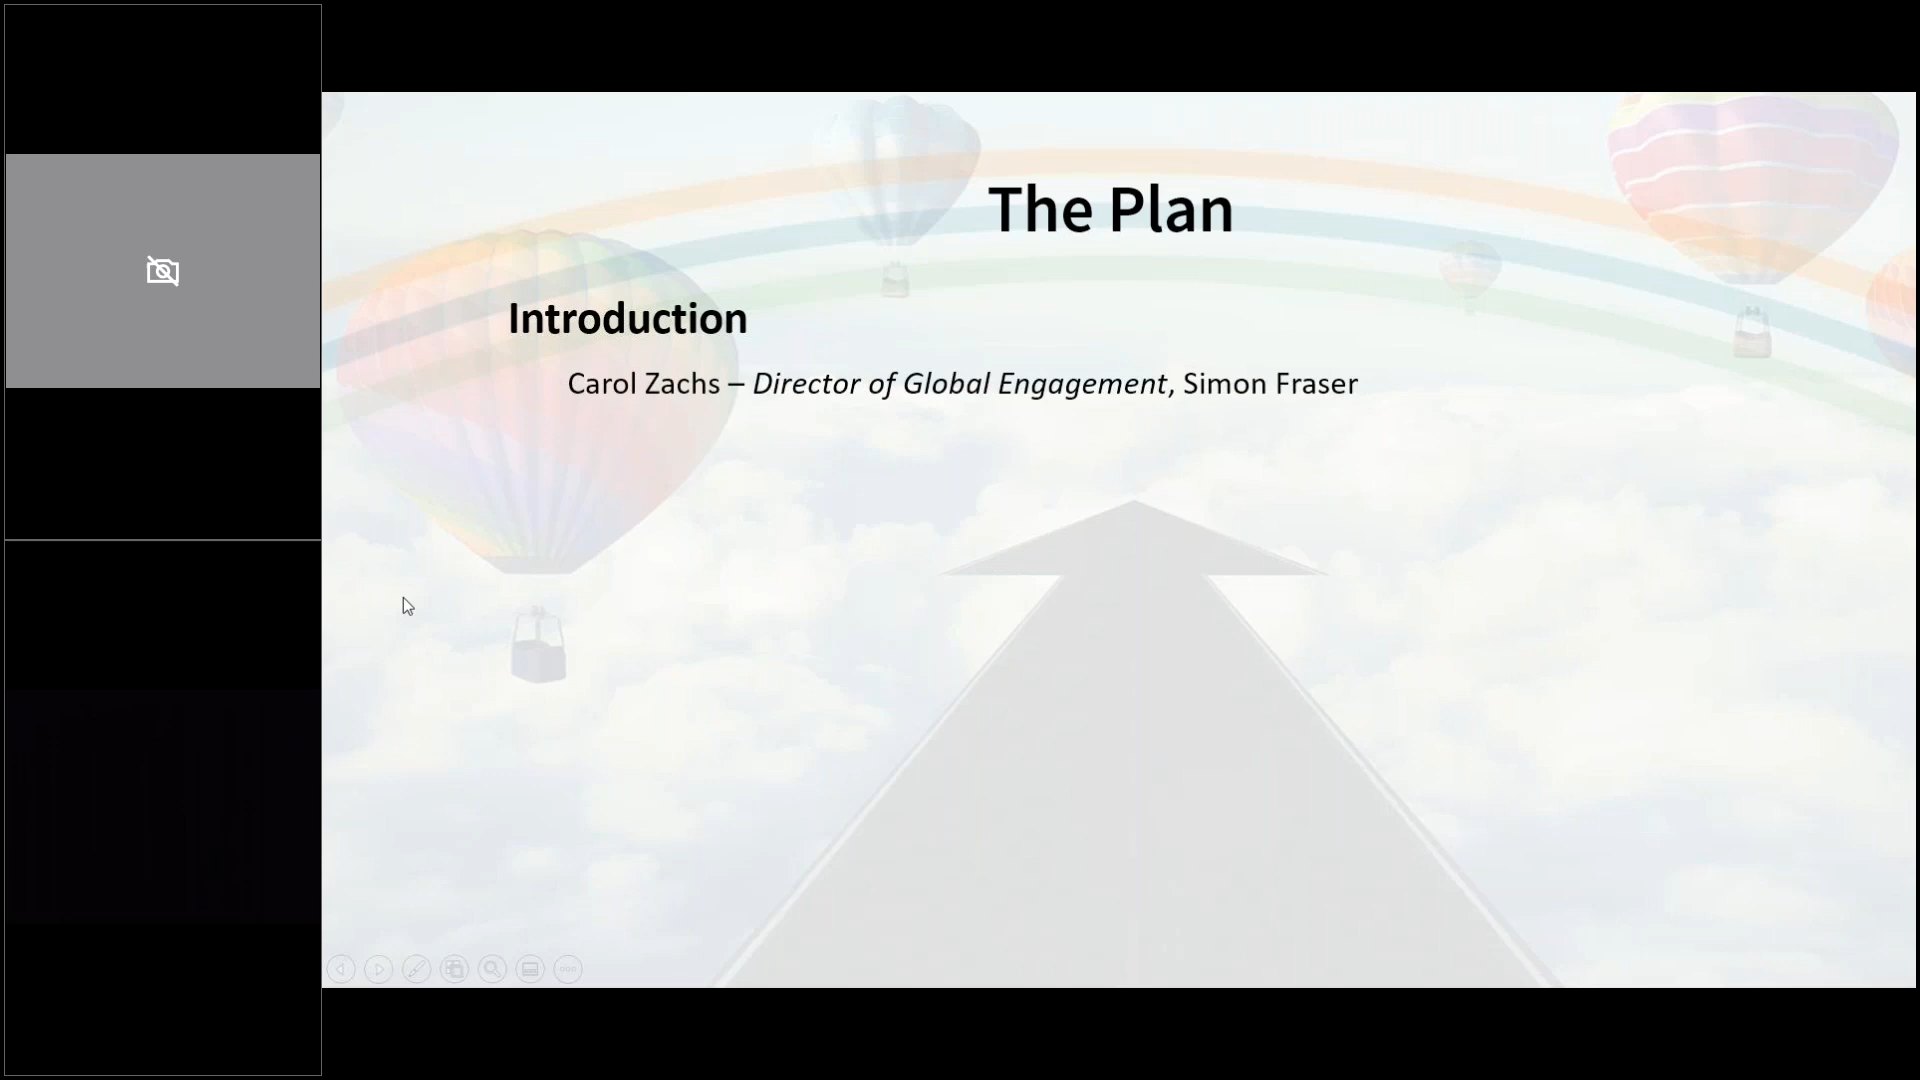 The Plan
Introduction
Carol Zachs – Director of Global Engagement, Simon Fraser